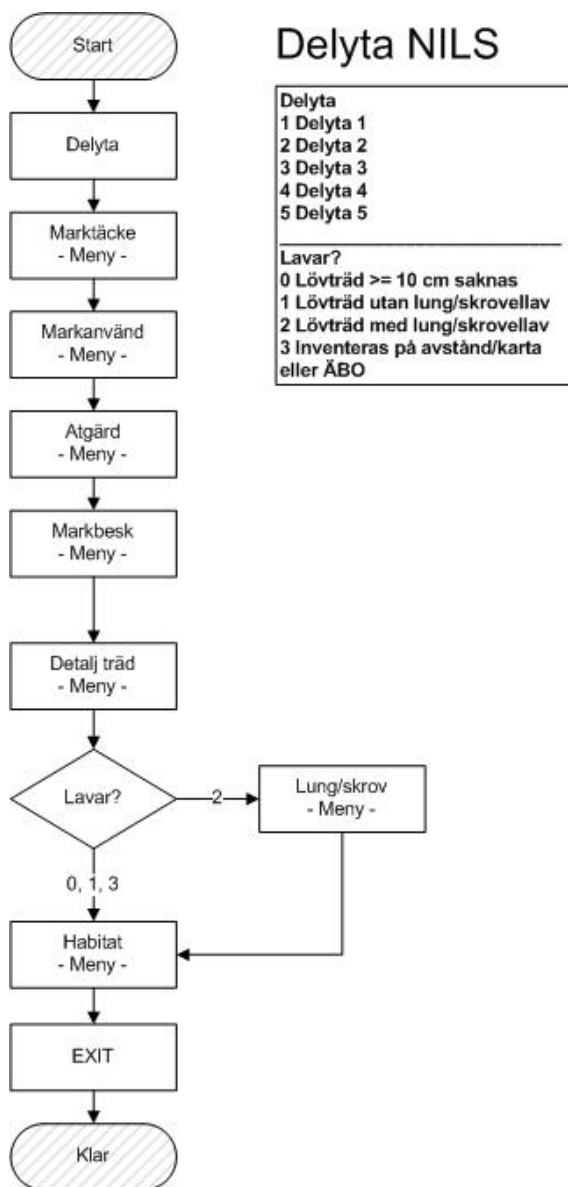 Delyta NILS
Start
Delyta
1 Delyta 1
2 Delyta 2
3 Delyta 3
4 Delyta 4
5 Delyta 5
Lavar?
0 Lövträd >= 10 cm saknas
1 Lövträd utan lung/skrovellav
2 Lövträd med lung/skrovellav
3 Inventeras på avstånd/karta
eller ÄBO
Delyta
Marktäcke
- Meny -
Markanvänd
- Meny -
Atgärd
- Meny -
Markbesk
- Meny -
Detalj träd
- Meny -
Lavar?
2
Lung/skrov
- Meny -
0, 1, 3
Habitat
- Meny -
EXIT
Klar